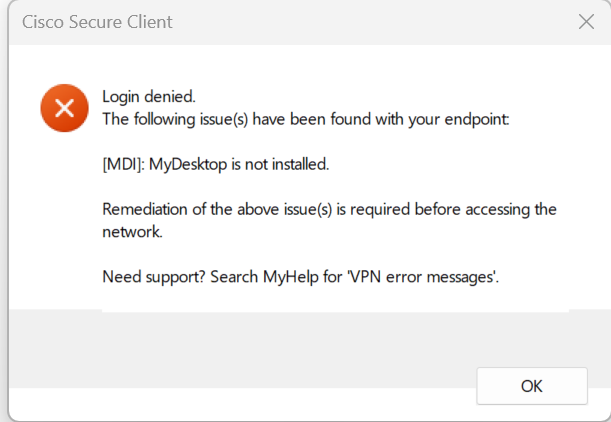 Cisco Secure Client
Login denied.
The following issue(s) have been found with your endpoint:
[MDI]: MyDesktop is not installed.
Remediation of the above issue(s) is required before accessing the
network.
Need support? Search MyHelp for 'VPN error messages'.
OK